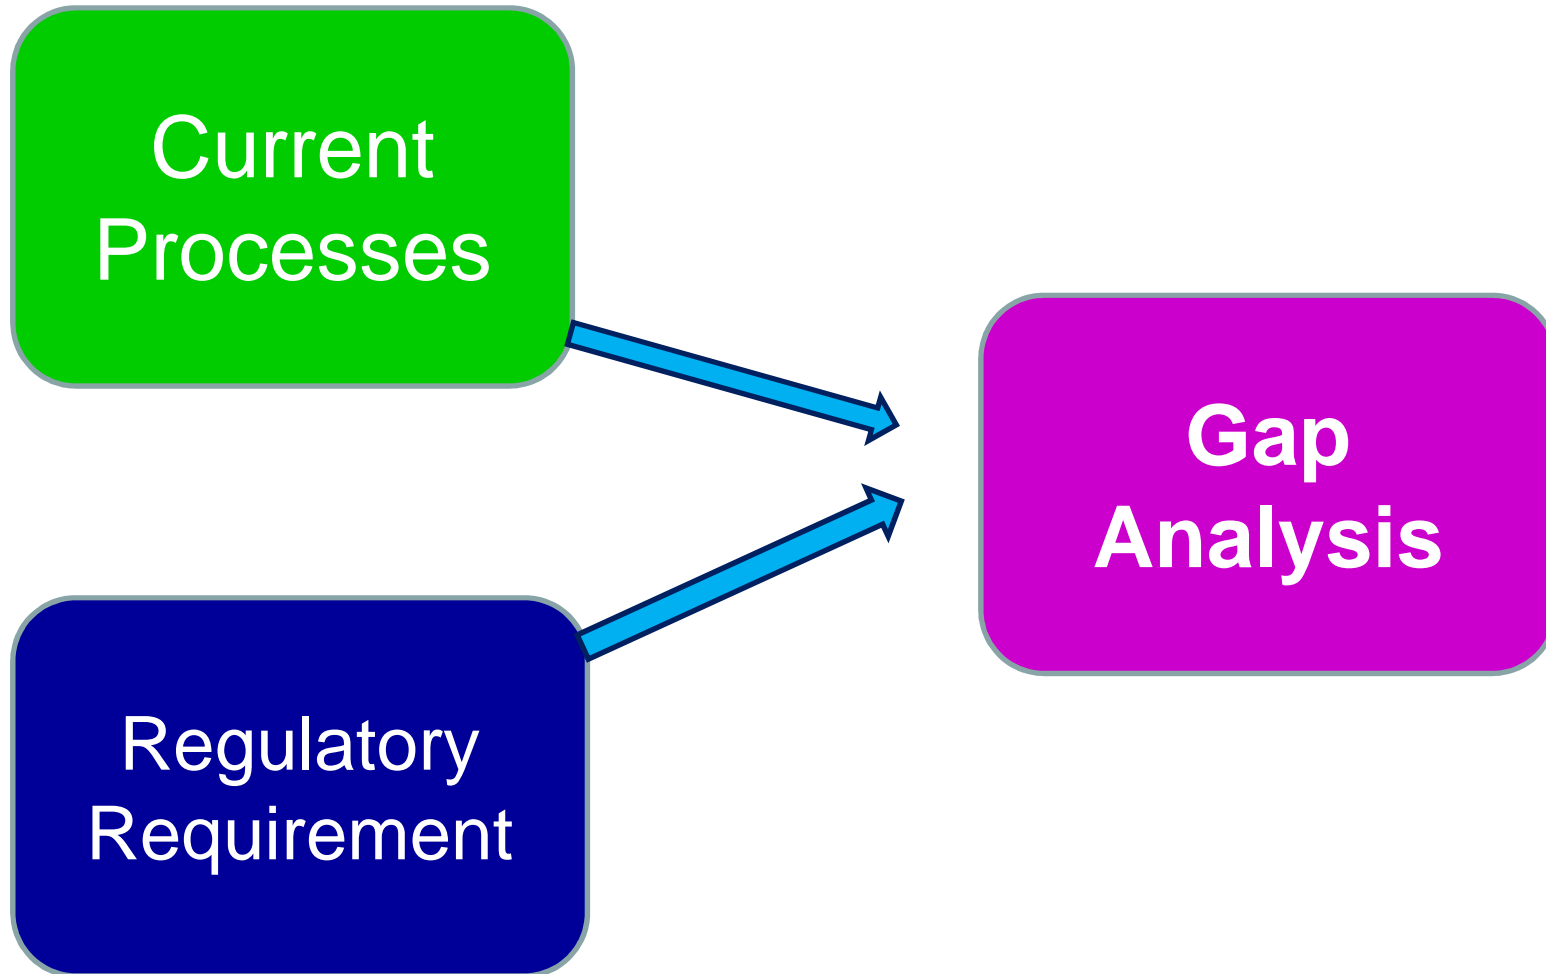 Current
Processes
Gap
Analysis
Regulatory
Requirement